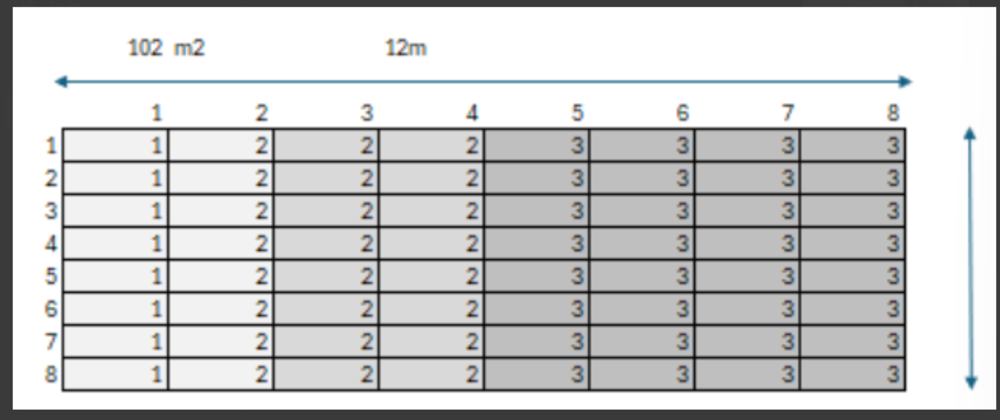 102 m2 12m
1 2 3 4 5 6 7 8
1 1 2 2 2 3 3 3 3
2 1 2 2 2 3 3 3 3
3 1 2 2 2 3 3 3 3
4 1 2 2 2 3 3 3 3
5 1 2 2 2 3 3 3 3
6 1 2 2 2 3 3 3 3
7 1 2 2 2 3 3 3 3
8 1 2 2 2 3 3 3 3